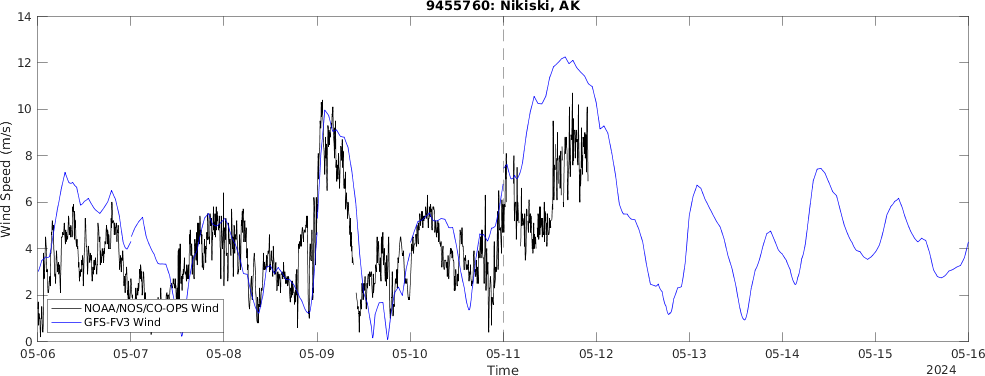 9455760: Nikiski, AK
14
12
10
8
6
4
2
0
Wind Speed (m/s)
NOAA/NOS/CO-OPS Wind
GFS-FV3 Wind
05-06 05-07 05-08 05-09 05-10 05-11 05-12 05-13 05-14 05-15 05-16
Time
2024